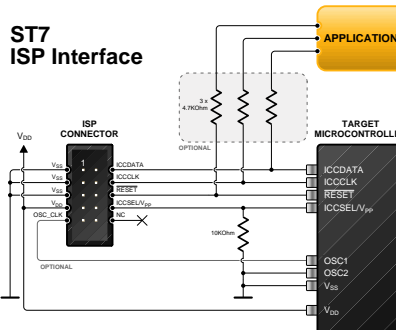 ST7
ISP Interface
APPLICATION
3 x
4.7KOhm
OPTIONAL
ISP
CONNECTOR
TARGET
MICROCONTROLLE
VDD
1
VSS
ICCDATA
VSS
ICCCLK
VSS
RESET
VDD
ICCSEL/VPP
OSC_CLK
NC
OPTIONAL
10KOhm
ICCDATA
ICCCLK
RESET
ICCSEL/VPP
OSC1
OSC2
VSS
VDD